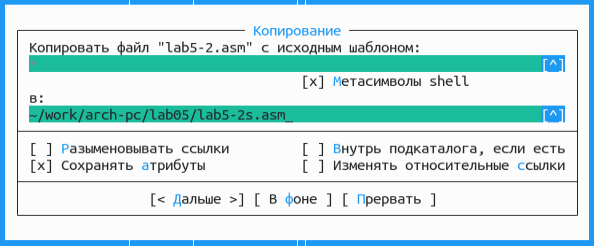 Копирование
Копировать файл "lab5-2.asm" с исходным шаблоном:
* [^]
[x] Метасимволы shell
в:
~/work/arch-pc/lab05/lab5-2s.asm_ [^]
[ ] Разыменовывать ссылки [ ] Внутрь подкаталога, если есть
[x] Сохранять атрибуты [ ] Изменять относительные ссылки
[< Дальше >] [ В фоне ] [ Прервать ]